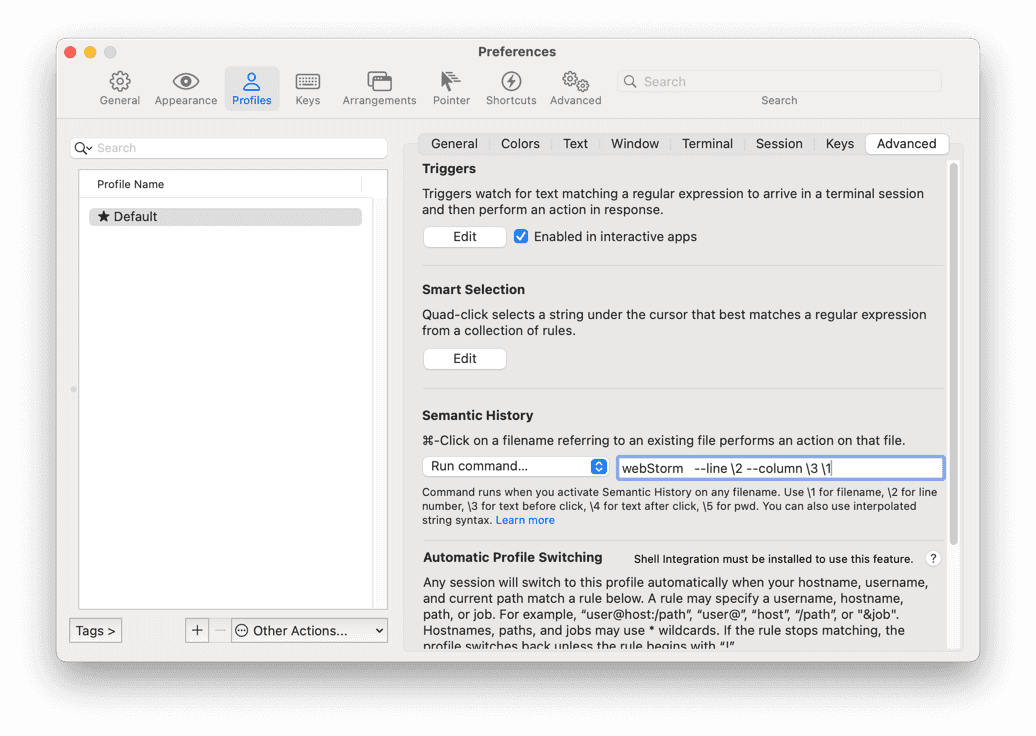 Preferences
General
Appearance
Profiles
Keys
Arrangements
Pointer
Shortcuts
Advanced
Search
Search
Search
Profile Name
★ Default
Tags >
+
−
Other Actions...
General
Colors
Text
Window
Terminal
Session
Keys
Advanced
Triggers
Triggers watch for text matching a regular expression to arrive in a terminal session
and then perform an action in response.
Edit
Enabled in interactive apps
Smart Selection
Quad-click selects a string under the cursor that best matches a regular expression
from a collection of rules.
Edit
Semantic History
⌘-Click on a filename referring to an existing file performs an action on that file.
Run command...
webStorm   --line \2 --column \3 \1
Command runs when you activate Semantic History on any filename. Use \1 for filename, \2 for line
number, \3 for text before click, \4 for text after click, \5 for pwd. You can also use interpolated
string syntax. Learn more
Automatic Profile Switching
Shell Integration must be installed to use this feature.
?
Any session will switch to this profile automatically when your hostname, username,
and current path match a rule below. A rule may specify a username, hostname,
path, or job. For example, “user@host:/path”, “user@”, “host”, “/path”, or "&job".
Hostnames, paths, and jobs may use * wildcards. If the rule stops matching, the
profile switches back unless the rule begins with “!”